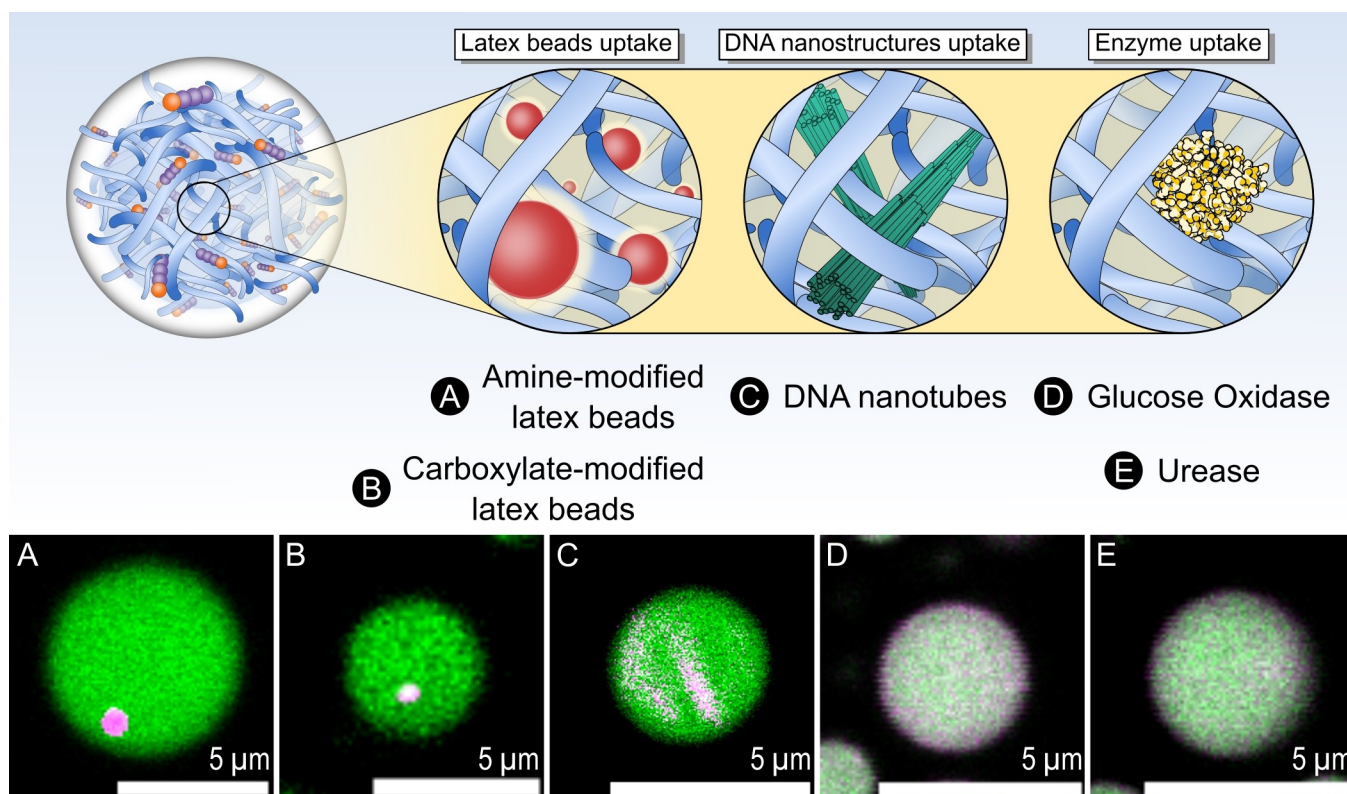 Latex beads uptake
DNA nanostructures uptake
Enzyme uptake
A Amine-modified
latex beads
B Carboxylate-modified
latex beads
C DNA nanotubes
D Glucose Oxidase
E Urease
A
5 µm
B
5 µm
C
5 µm
D
5 µm
E
5 µm